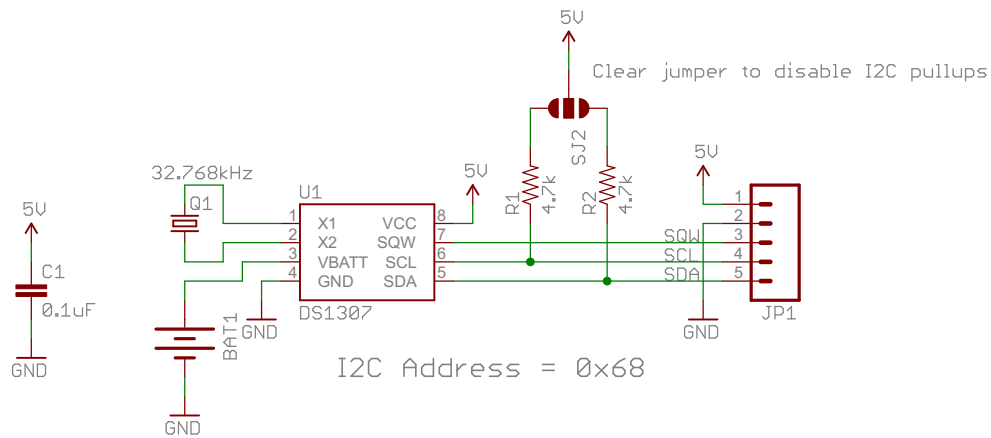 5V
Clear jumper to disable I2C pullups
SJ2
32.768kHz
Q1
U1
5V
R1
4.7k
R2
4.7k
5V
5V
1
X1
VCC
8
1
2
X2
SQW
7
SQW
2
3
3
VBATT
SCL
6
SCL
4
4
GND
SDA
5
SDA
5
C1
0.1uF
DS1307
GND
GND
JP1
BAT1
GND
I2C Address = 0x68
GND